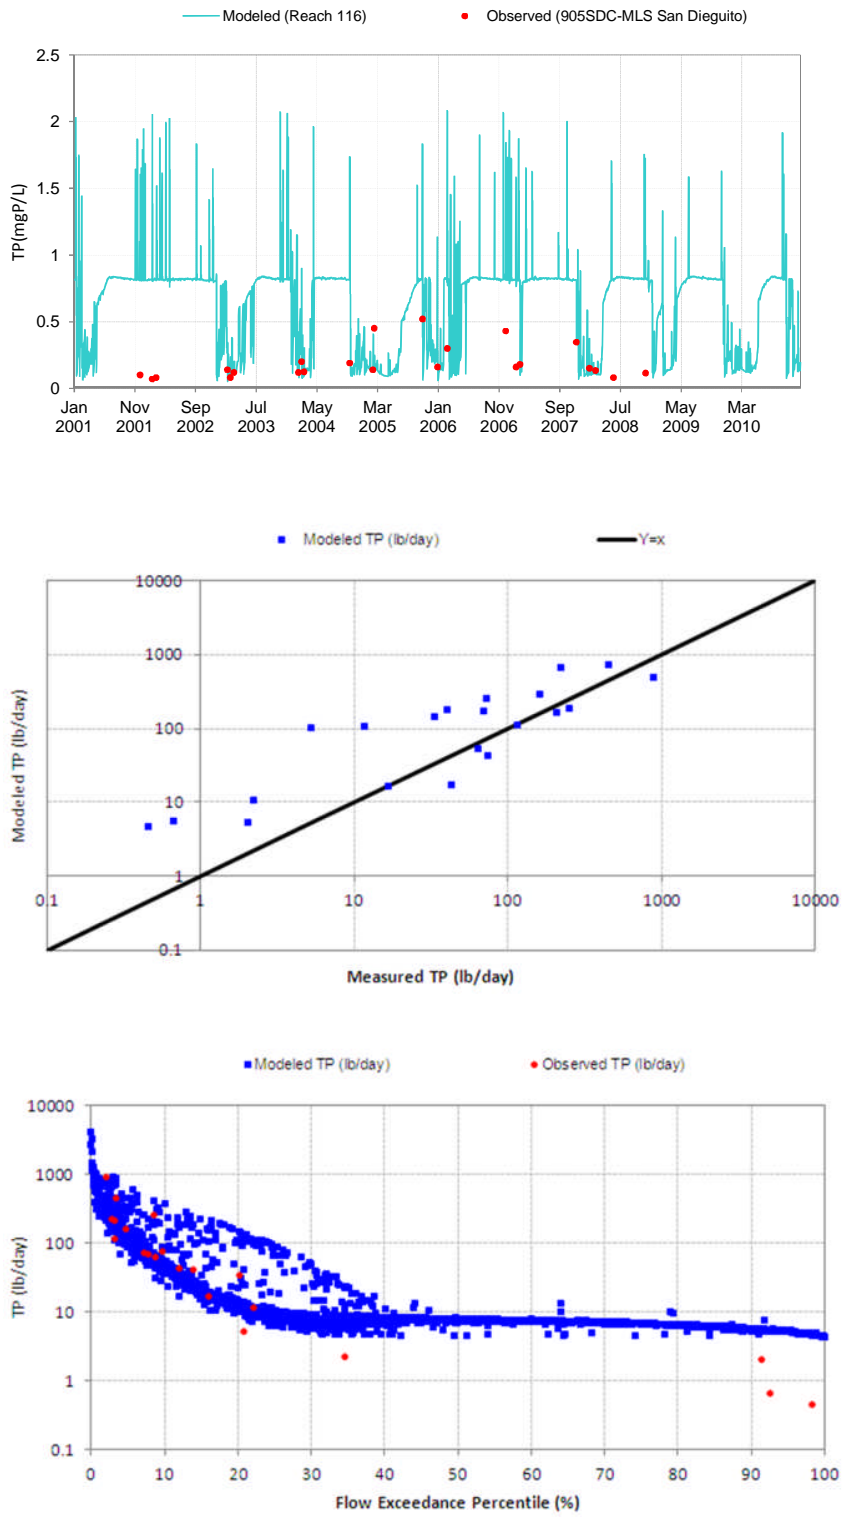 Modeled (Reach 116) Observed (905SDC-MLS San Dieguito)
TP(mgP/L)
2.5
2
1.5
1
0.5
0
Jan Nov Sep Jul May Mar Jan Nov Sep Jul May Mar
2001 2001 2002 2003 2004 2005 2006 2006 2007 2008 2009 2010
Modeled TP (lb/day) Y=x
Modeled TP (lb/day)
10000
1000
100
10
1
0.1 1 10 100 1000 10000
0.1
Measured TP (lb/day)
Modeled TP (lb/day) Observed TP (lb/day)
TP (lb/day)
10000
1000
100
10
1
0.1
0 10 20 30 40 50 60 70 80 90 100
Flow Exceedance Percentile (%)